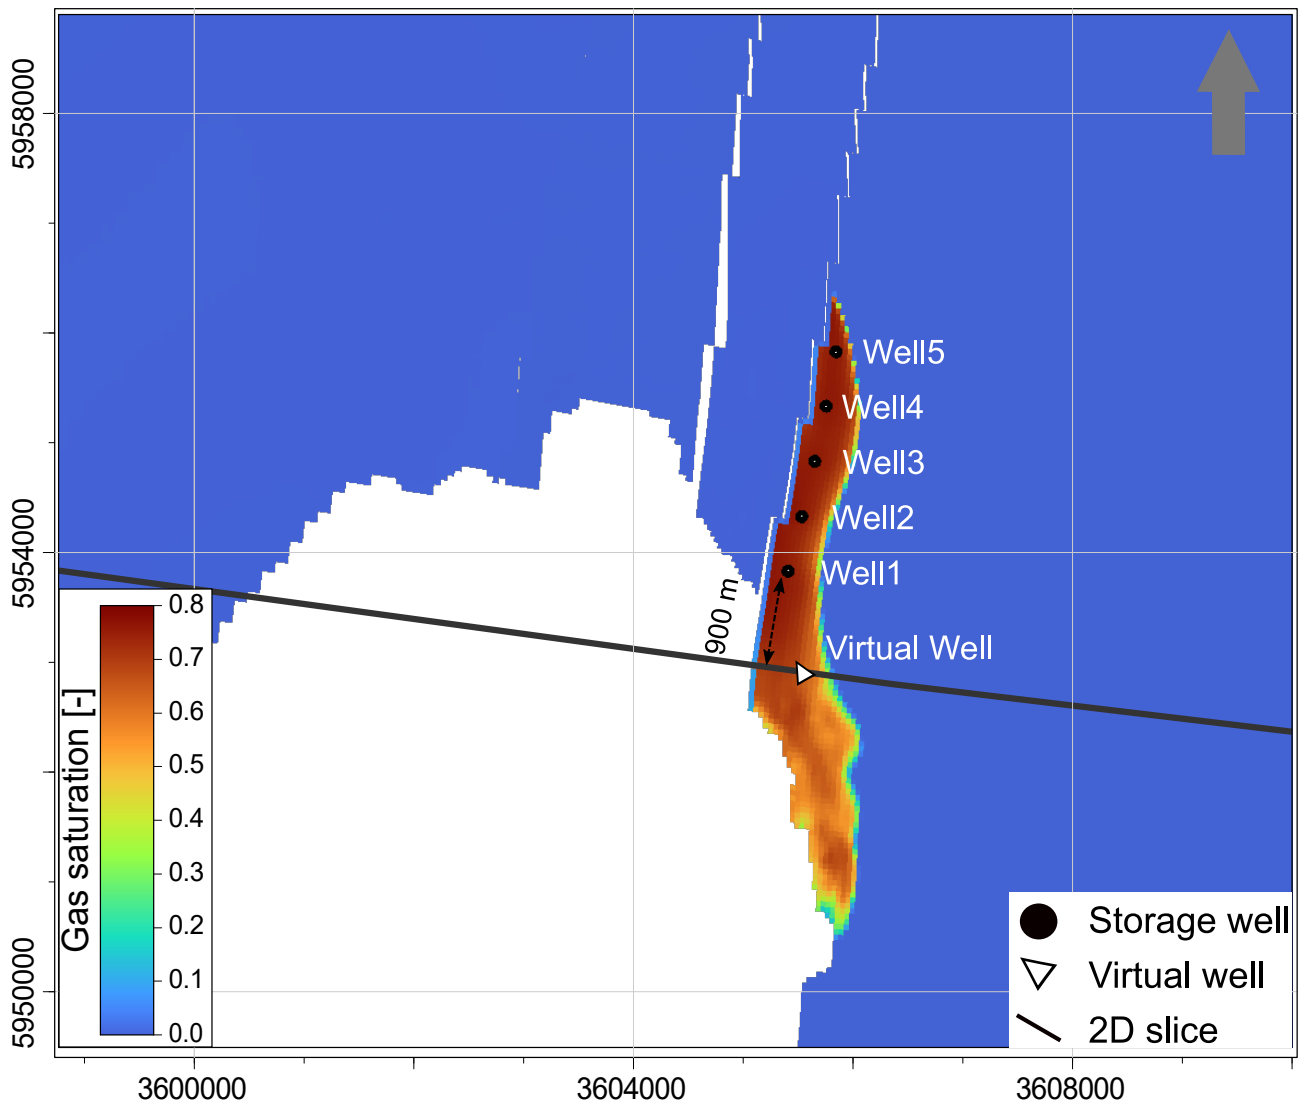 5958000
5954000
5950000
Well5
Well4
Well3
Well2
Well1
900 m
Virtual Well
Gas saturation [-]
0.8
0.7
0.6
0.5
0.4
0.3
0.2
0.1
0.0
Storage well
Virtual well
2D slice
3600000
3604000
3608000